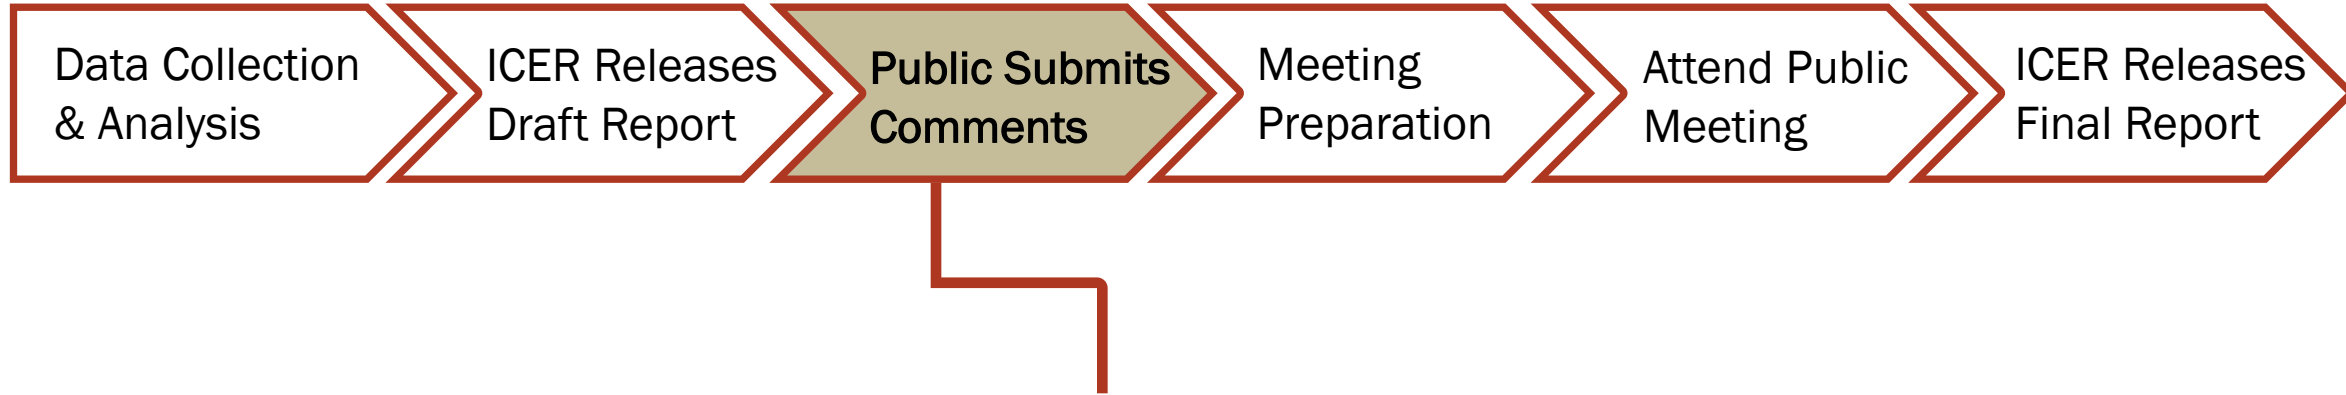 Data Collection
& Analysis
ICER Releases
Draft Report
Public Submits
Comments
Meeting
Preparation
Attend Public
Meeting
ICER Releases
Final Report